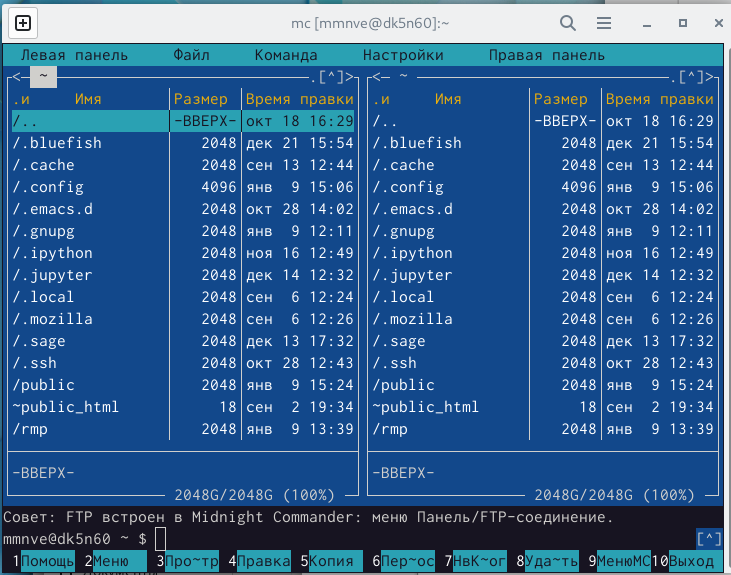 mc [mmnve@dk5n60]:~
Левая панель Файл Команда Настройки Правая панель
<— ~ .[^]> <— ~ .[^]>
.и Имя Размер Время правки .и Имя Размер Время правки
/.. -ВВЕРХ- окт 18 16:29 /.. -ВВЕРХ- окт 18 16:29
/.bluefish 2048 дек 21 15:54 /.bluefish 2048 дек 21 15:54
/.cache 2048 сен 13 12:44 /.cache 2048 сен 13 12:44
/.config 4096 янв 9 15:06 /.config 4096 янв 9 15:06
/.emacs.d 2048 окт 28 14:02 /.emacs.d 2048 окт 28 14:02
/.gnupg 2048 янв 9 12:11 /.gnupg 2048 янв 9 12:11
/.ipython 2048 ноя 16 12:49 /.ipython 2048 ноя 16 12:49
/.jupyter 2048 дек 14 12:32 /.jupyter 2048 дек 14 12:32
/.local 2048 сен 6 12:24 /.local 2048 сен 6 12:24
/.mozilla 2048 сен 6 12:26 /.mozilla 2048 сен 6 12:26
/.sage 2048 дек 13 17:32 /.sage 2048 дек 13 17:32
/.ssh 2048 окт 28 12:43 /.ssh 2048 окт 28 12:43
/public 2048 янв 9 15:24 /public 2048 янв 9 15:24
~public_html 18 сен 2 19:34 ~public_html 18 сен 2 19:34
/rmp 2048 янв 9 13:39 /rmp 2048 янв 9 13:39
-ВВЕРХ- -ВВЕРХ-
2048G/2048G (100%) 2048G/2048G (100%)
Совет: FTP встроен в Midnight Commander: меню Панель/FTP-соединение.
mmnve@dk5n60 ~ $ [^]
1Помощь 2Меню 3Про~тр 4Правка 5Копия 6Пер~ос 7НвК~ог 8Уда~ть 9МенюМС 10Выход